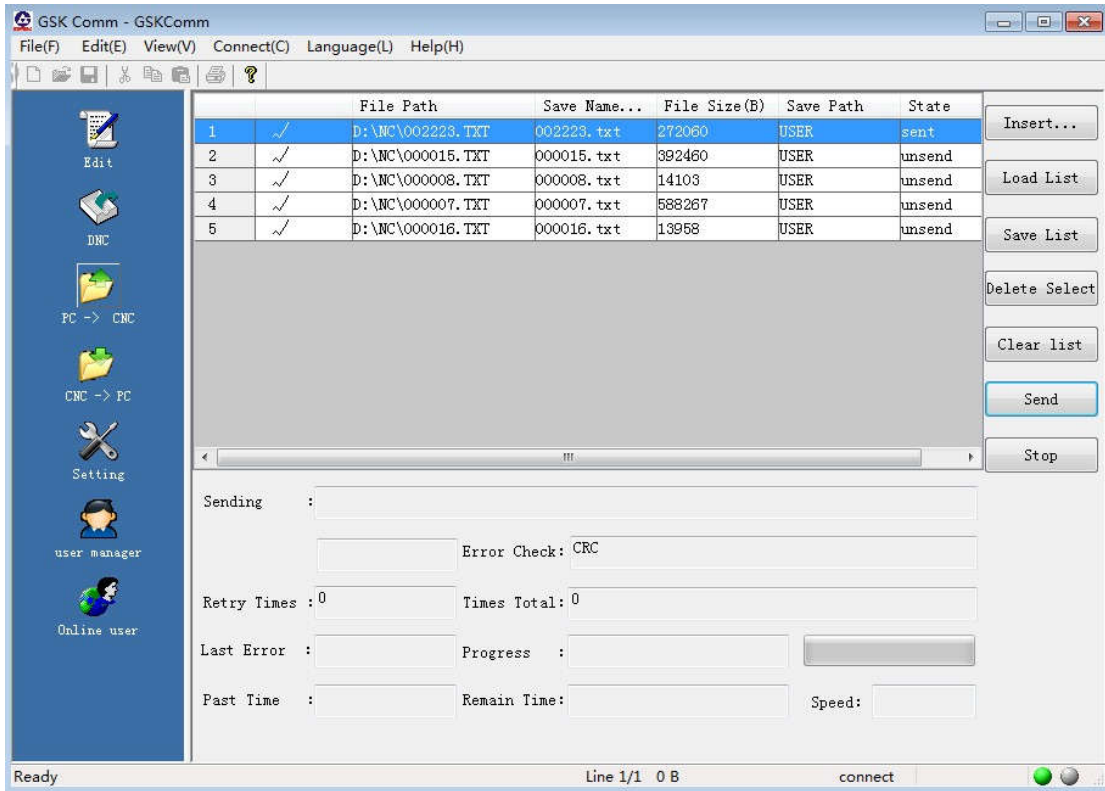 GSK Comm - GSKComm
File(F) Edit(E) View(V) Connect(C) Language(L) Help(H)
Edit
DNC
PC -> CNC
CNC -> PC
Setting
user manager
Online user
File Path Save Name... File Size(B) Save Path State
1 D:\NC\002223.TXT 002223.txt 272060 USER sent
2 D:\NC\000015.TXT 000015.txt 392460 USER unsend
3 D:\NC\000008.TXT 000008.txt 14103 USER unsend
4 D:\NC\000007.TXT 000007.txt 588267 USER unsend
5 D:\NC\000016.TXT 000016.txt 13958 USER unsend
Insert...
Load List
Save List
Delete Select
Clear list
Send
Stop
Sending :
Error Check: CRC
Retry Times : 0 Times Total: 0
Last Error : Progress :
Past Time : Remain Time: Speed:
Ready Line 1/1 0 B connect